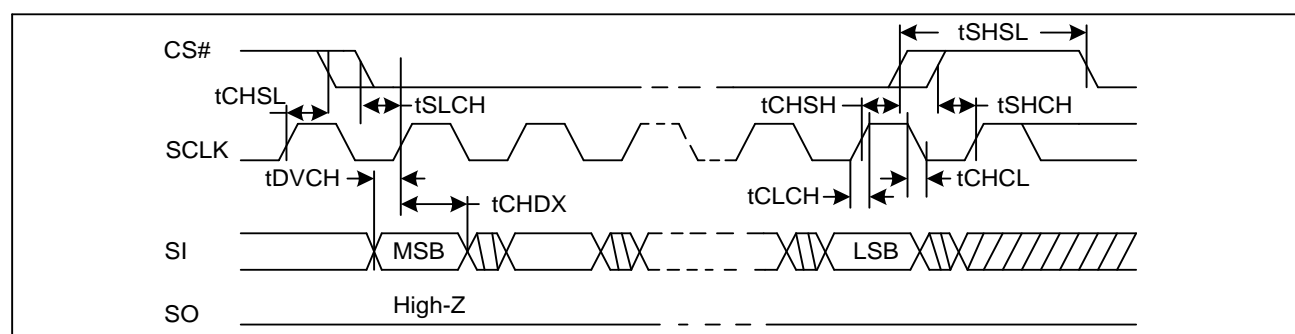 tSHSL
CS#
tCHSL
tSLCH
tCHSH
tSHCH
SCLK
tDVCH
tCHDX
tCLCH
tCHCL
SI
MSB
LSB
High-Z
SO